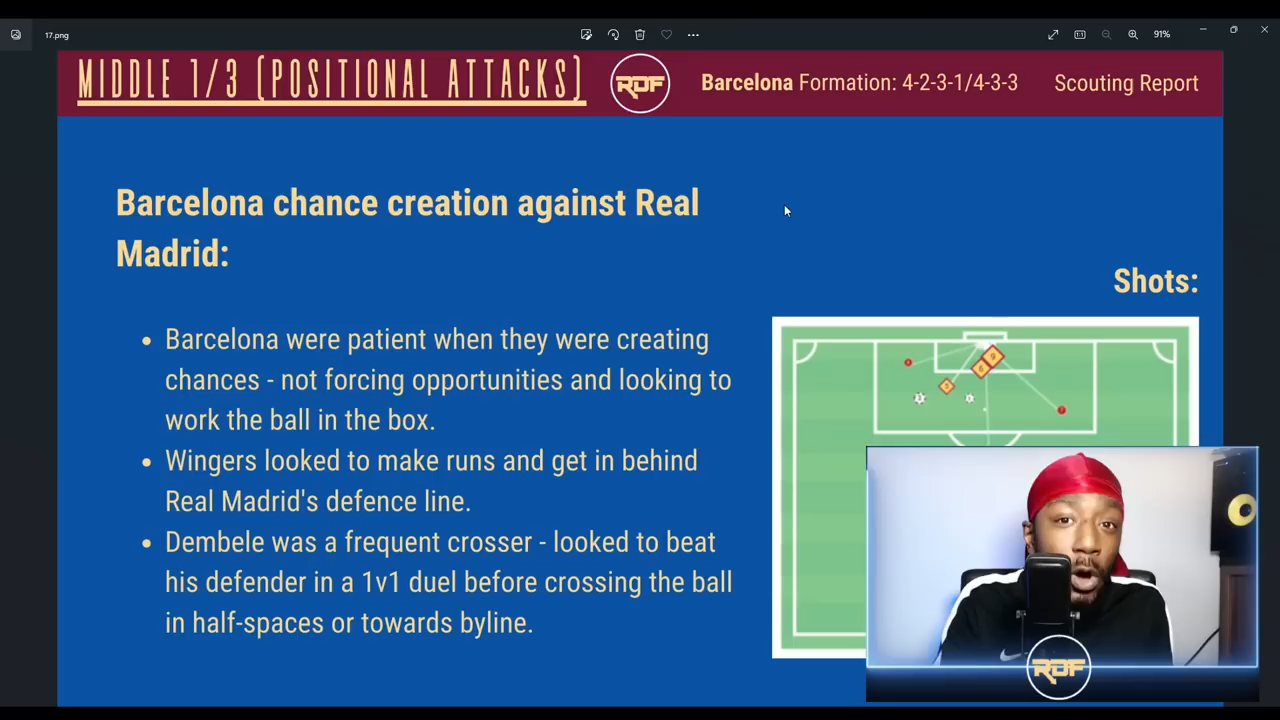 17.png
91%
MIDDLE 1/3 (POSITIONAL ATTACKS)
RDF
Barcelona Formation: 4-2-3-1/4-3-3
Scouting Report
Barcelona chance creation against Real
Madrid:
Shots:
• Barcelona were patient when they were creating
chances - not forcing opportunities and looking to
work the ball in the box.
• Wingers looked to make runs and get in behind
Real Madrid's defence line.
• Dembele was a frequent crosser - looked to beat
his defender in a 1v1 duel before crossing the ball
in half-spaces or towards byline.
9
6
RDF